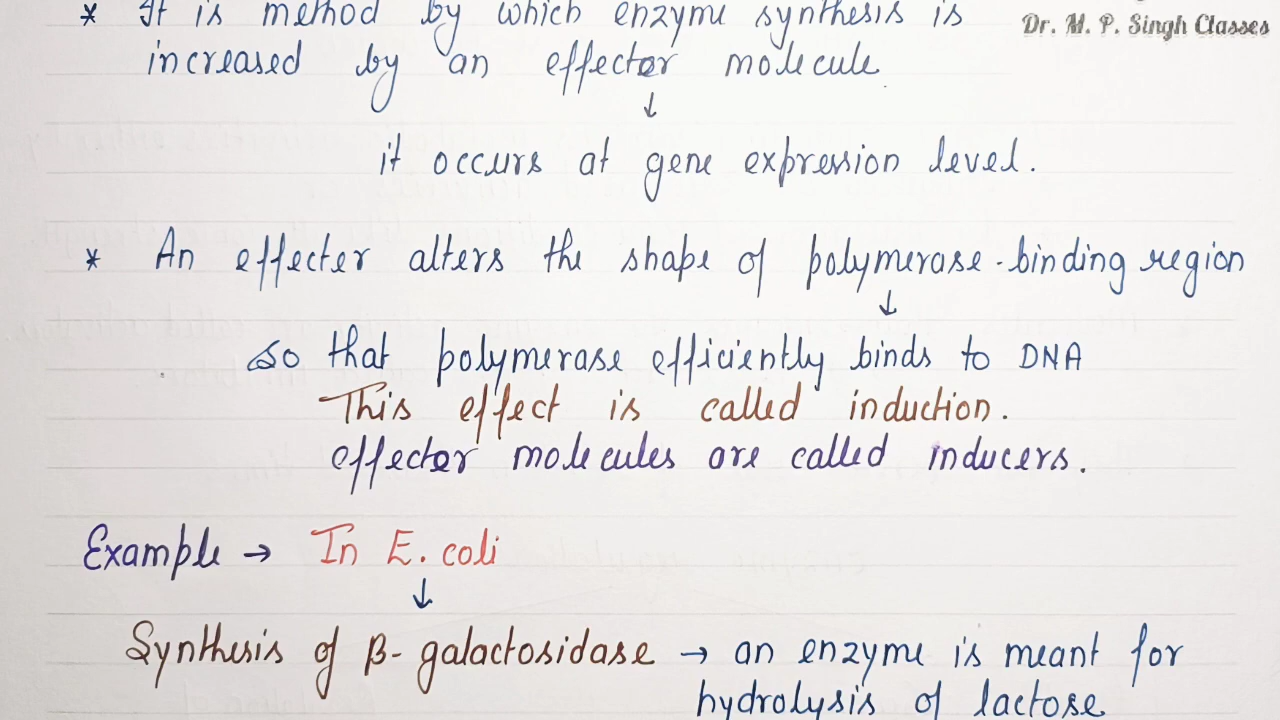 * It is method by which enzyme synthesis is
Dr. M. P. Singh Classes
increased by an effector molecule
↓
it occurs at gene expression level.
* An effecter alters the shape of polymerase-binding region
↓
so that polymerase efficiently binds to DNA
This effect is called induction.
effector molecules are called inducers.
Example → In E. coli
↓
Synthesis of β-galactosidase → an enzyme is meant for
hydrolysis of lactose